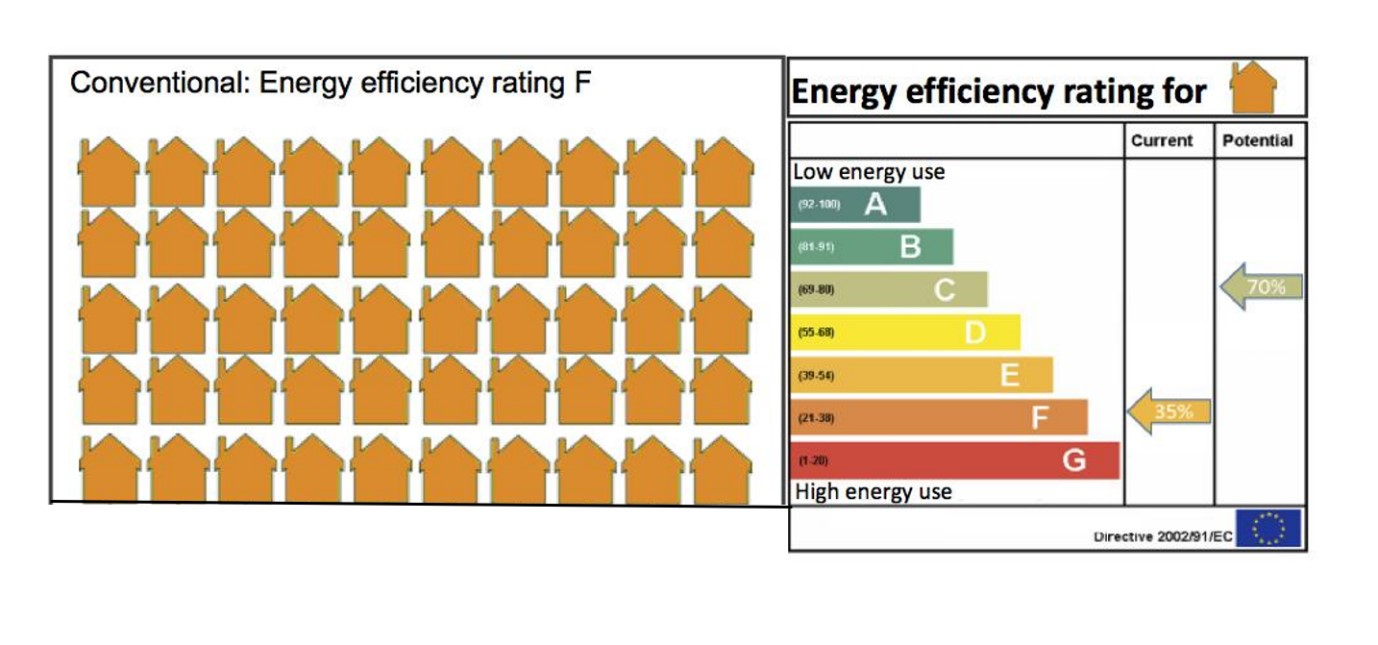 Conventional: Energy efficiency rating F
Energy efficiency rating for
Current Potential
Low energy use
(92-100) A
(81-91) B
(69-80) C
70%
(55-68) D
(39-54) E
(21-38) F
35%
(1-20) G
High energy use
Directive 2002/91/EC